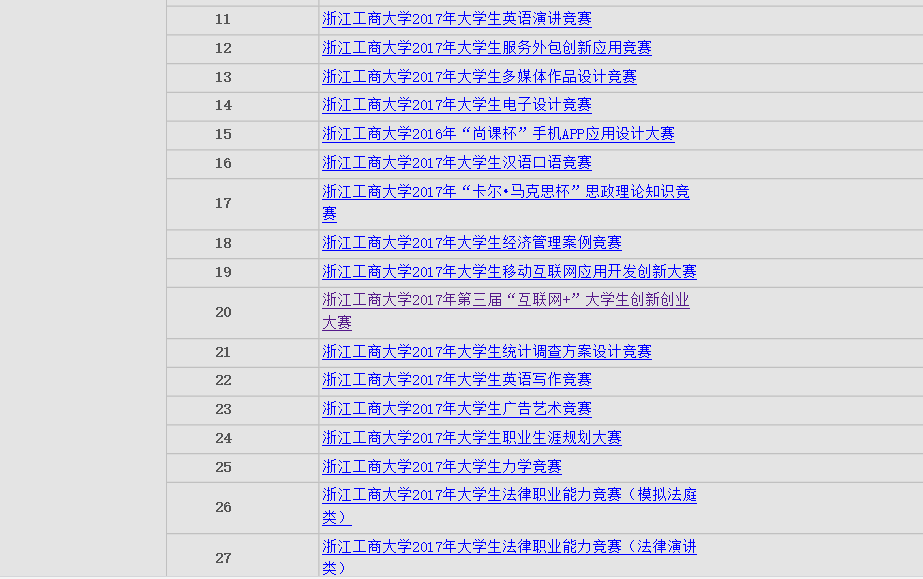 11 浙江工商大学2017年大学生英语演讲竞赛
12 浙江工商大学2017年大学生服务外包创新应用竞赛
13 浙江工商大学2017年大学生多媒体作品设计竞赛
14 浙江工商大学2017年大学生电子设计竞赛
15 浙江工商大学2016年“尚课杯”手机APP应用设计大赛
16 浙江工商大学2017年大学生汉语口语竞赛
17 浙江工商大学2017年“卡尔•马克思杯”思政理论知识竞
赛
18 浙江工商大学2017年大学生经济管理案例竞赛
19 浙江工商大学2017年大学生移动互联网应用开发创新大赛
20 浙江工商大学2017年第三届“互联网+”大学生创新创业
大赛
21 浙江工商大学2017年大学生统计调查方案设计竞赛
22 浙江工商大学2017年大学生英语写作竞赛
23 浙江工商大学2017年大学生广告艺术竞赛
24 浙江工商大学2017年大学生职业生涯规划大赛
25 浙江工商大学2017年大学生力学竞赛
26 浙江工商大学2017年大学生法律职业能力竞赛（模拟法庭
类）
27 浙江工商大学2017年大学生法律职业能力竞赛（法律演讲
类）